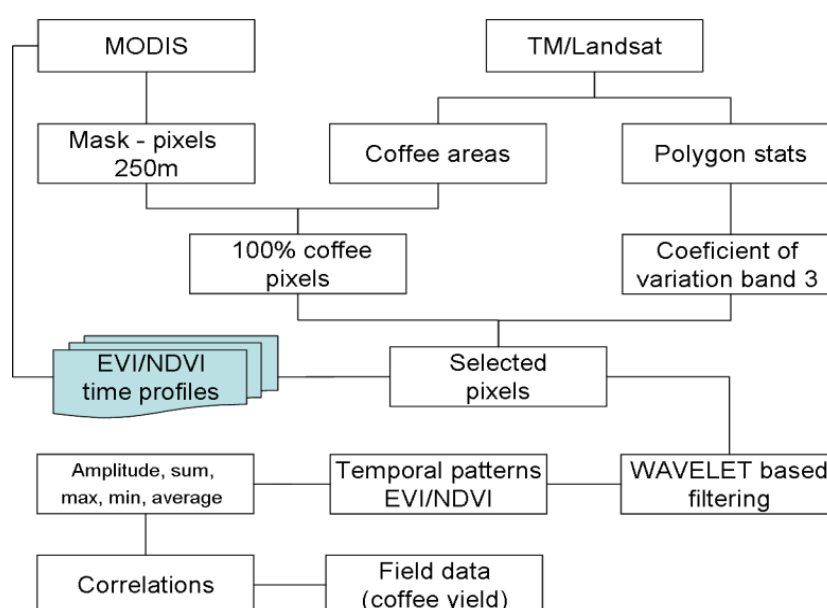 MODIS
TM/Landsat
Mask - pixels
250m
Coffee areas
Polygon stats
100% coffee
pixels
Coeficient of
variation band 3
EVI/NDVI
time profiles
Selected
pixels
Amplitude, sum,
max, min, average
Temporal patterns
EVI/NDVI
WAVELET based
filtering
Correlations
Field data
(coffee yield)